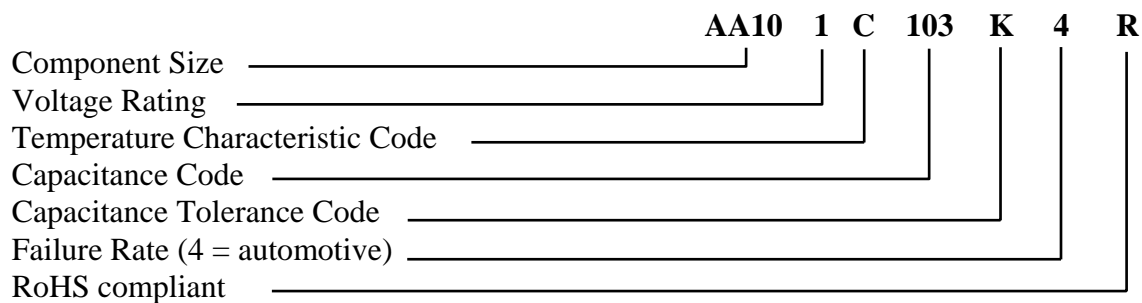 AA10 1 C 103 K 4 R
Component Size
Voltage Rating
Temperature Characteristic Code
Capacitance Code
Capacitance Tolerance Code
Failure Rate (4 = automotive)
RoHS compliant